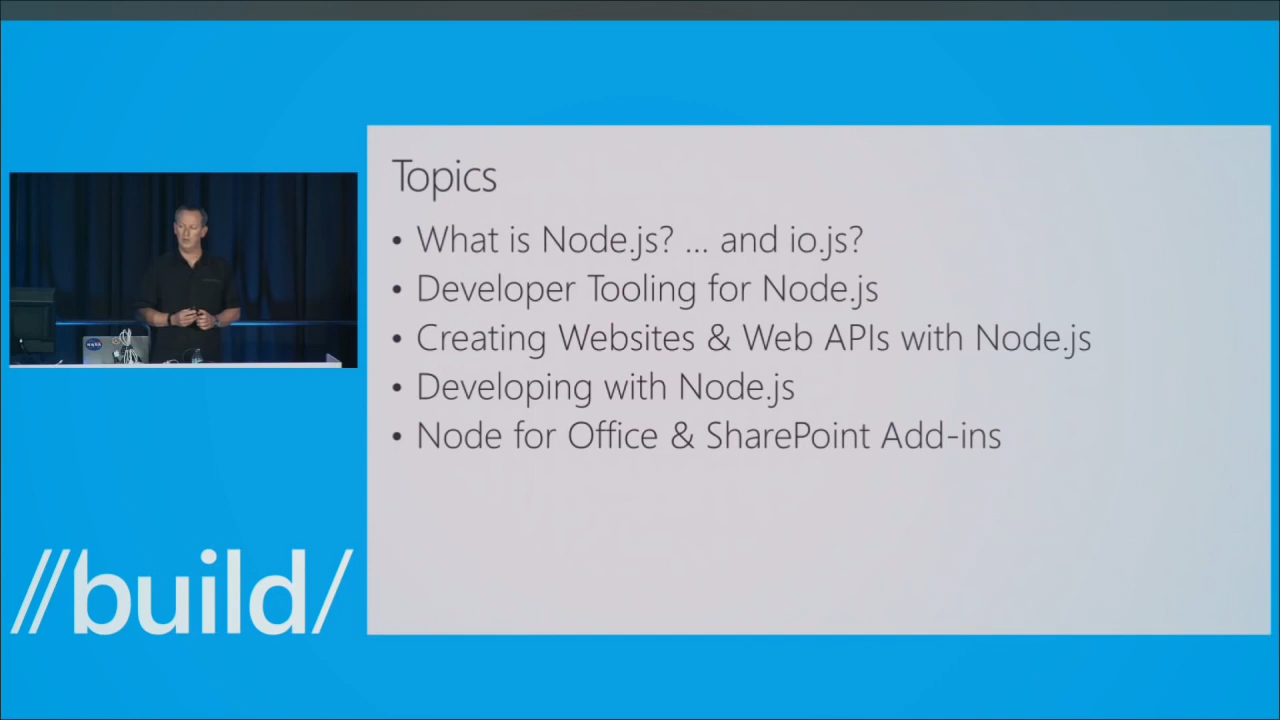 Topics
• What is Node.js? ... and io.js?
• Developer Tooling for Node.js
• Creating Websites & Web APIs with Node.js
• Developing with Node.js
• Node for Office & SharePoint Add-ins
NASA
//build/